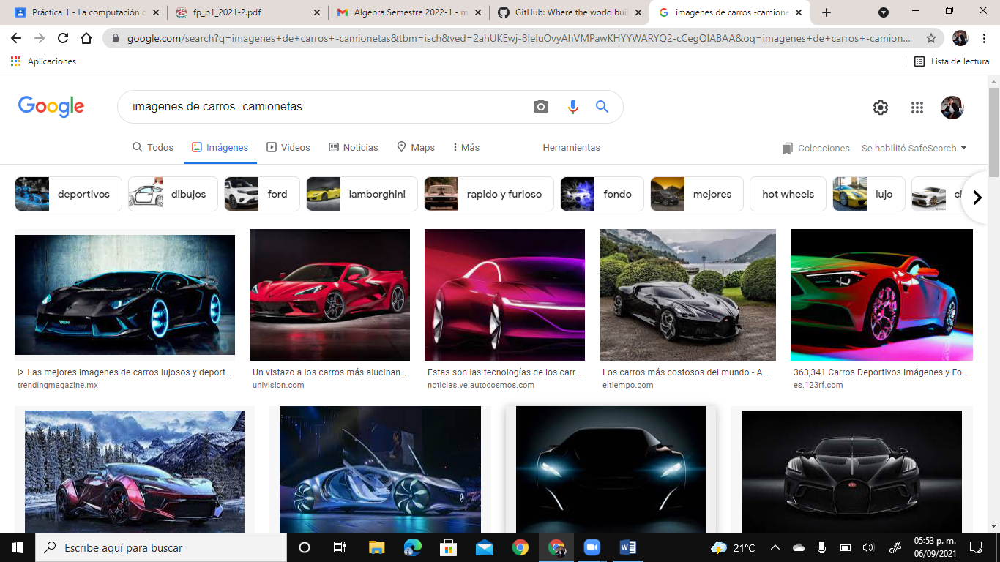 Práctica 1 - La computación c
fp_p1_2021-2.pdf
Álgebra Semestre 2022-1 - m
GitHub: Where the world buil
imagenes de carros -camione
google.com/search?q=imagenes+de+carros+-camionetas&tbm=isch&ved=2ahUKEwj-8IeIuOvyAhVMPawKHYYWARYQ2-cCegQIABAA&oq=imagenes+de+carros+-camion...
Aplicaciones
Lista de lectura
Google
imagenes de carros -camionetas
Todos
Imágenes
Videos
Noticias
Maps
Más
Herramientas
Colecciones
Se habilitó SafeSearch.
deportivos
dibujos
ford
lamborghini
rapido y furioso
fondo
mejores
hot wheels
lujo
TRON
▷ Las mejores imagenes de carros lujosos y deport...
trendingmagazine.mx
Un vistazo a los carros más alucinan...
univision.com
Estas son las tecnologías de los carr...
noticias.ve.autocosmos.com
Los carros más costosos del mundo - A...
eltiempo.com
363,341 Carros Deportivos Imágenes y Fo...
es.123rf.com
Escribe aquí para buscar
21°C
05:53 p. m.
06/09/2021